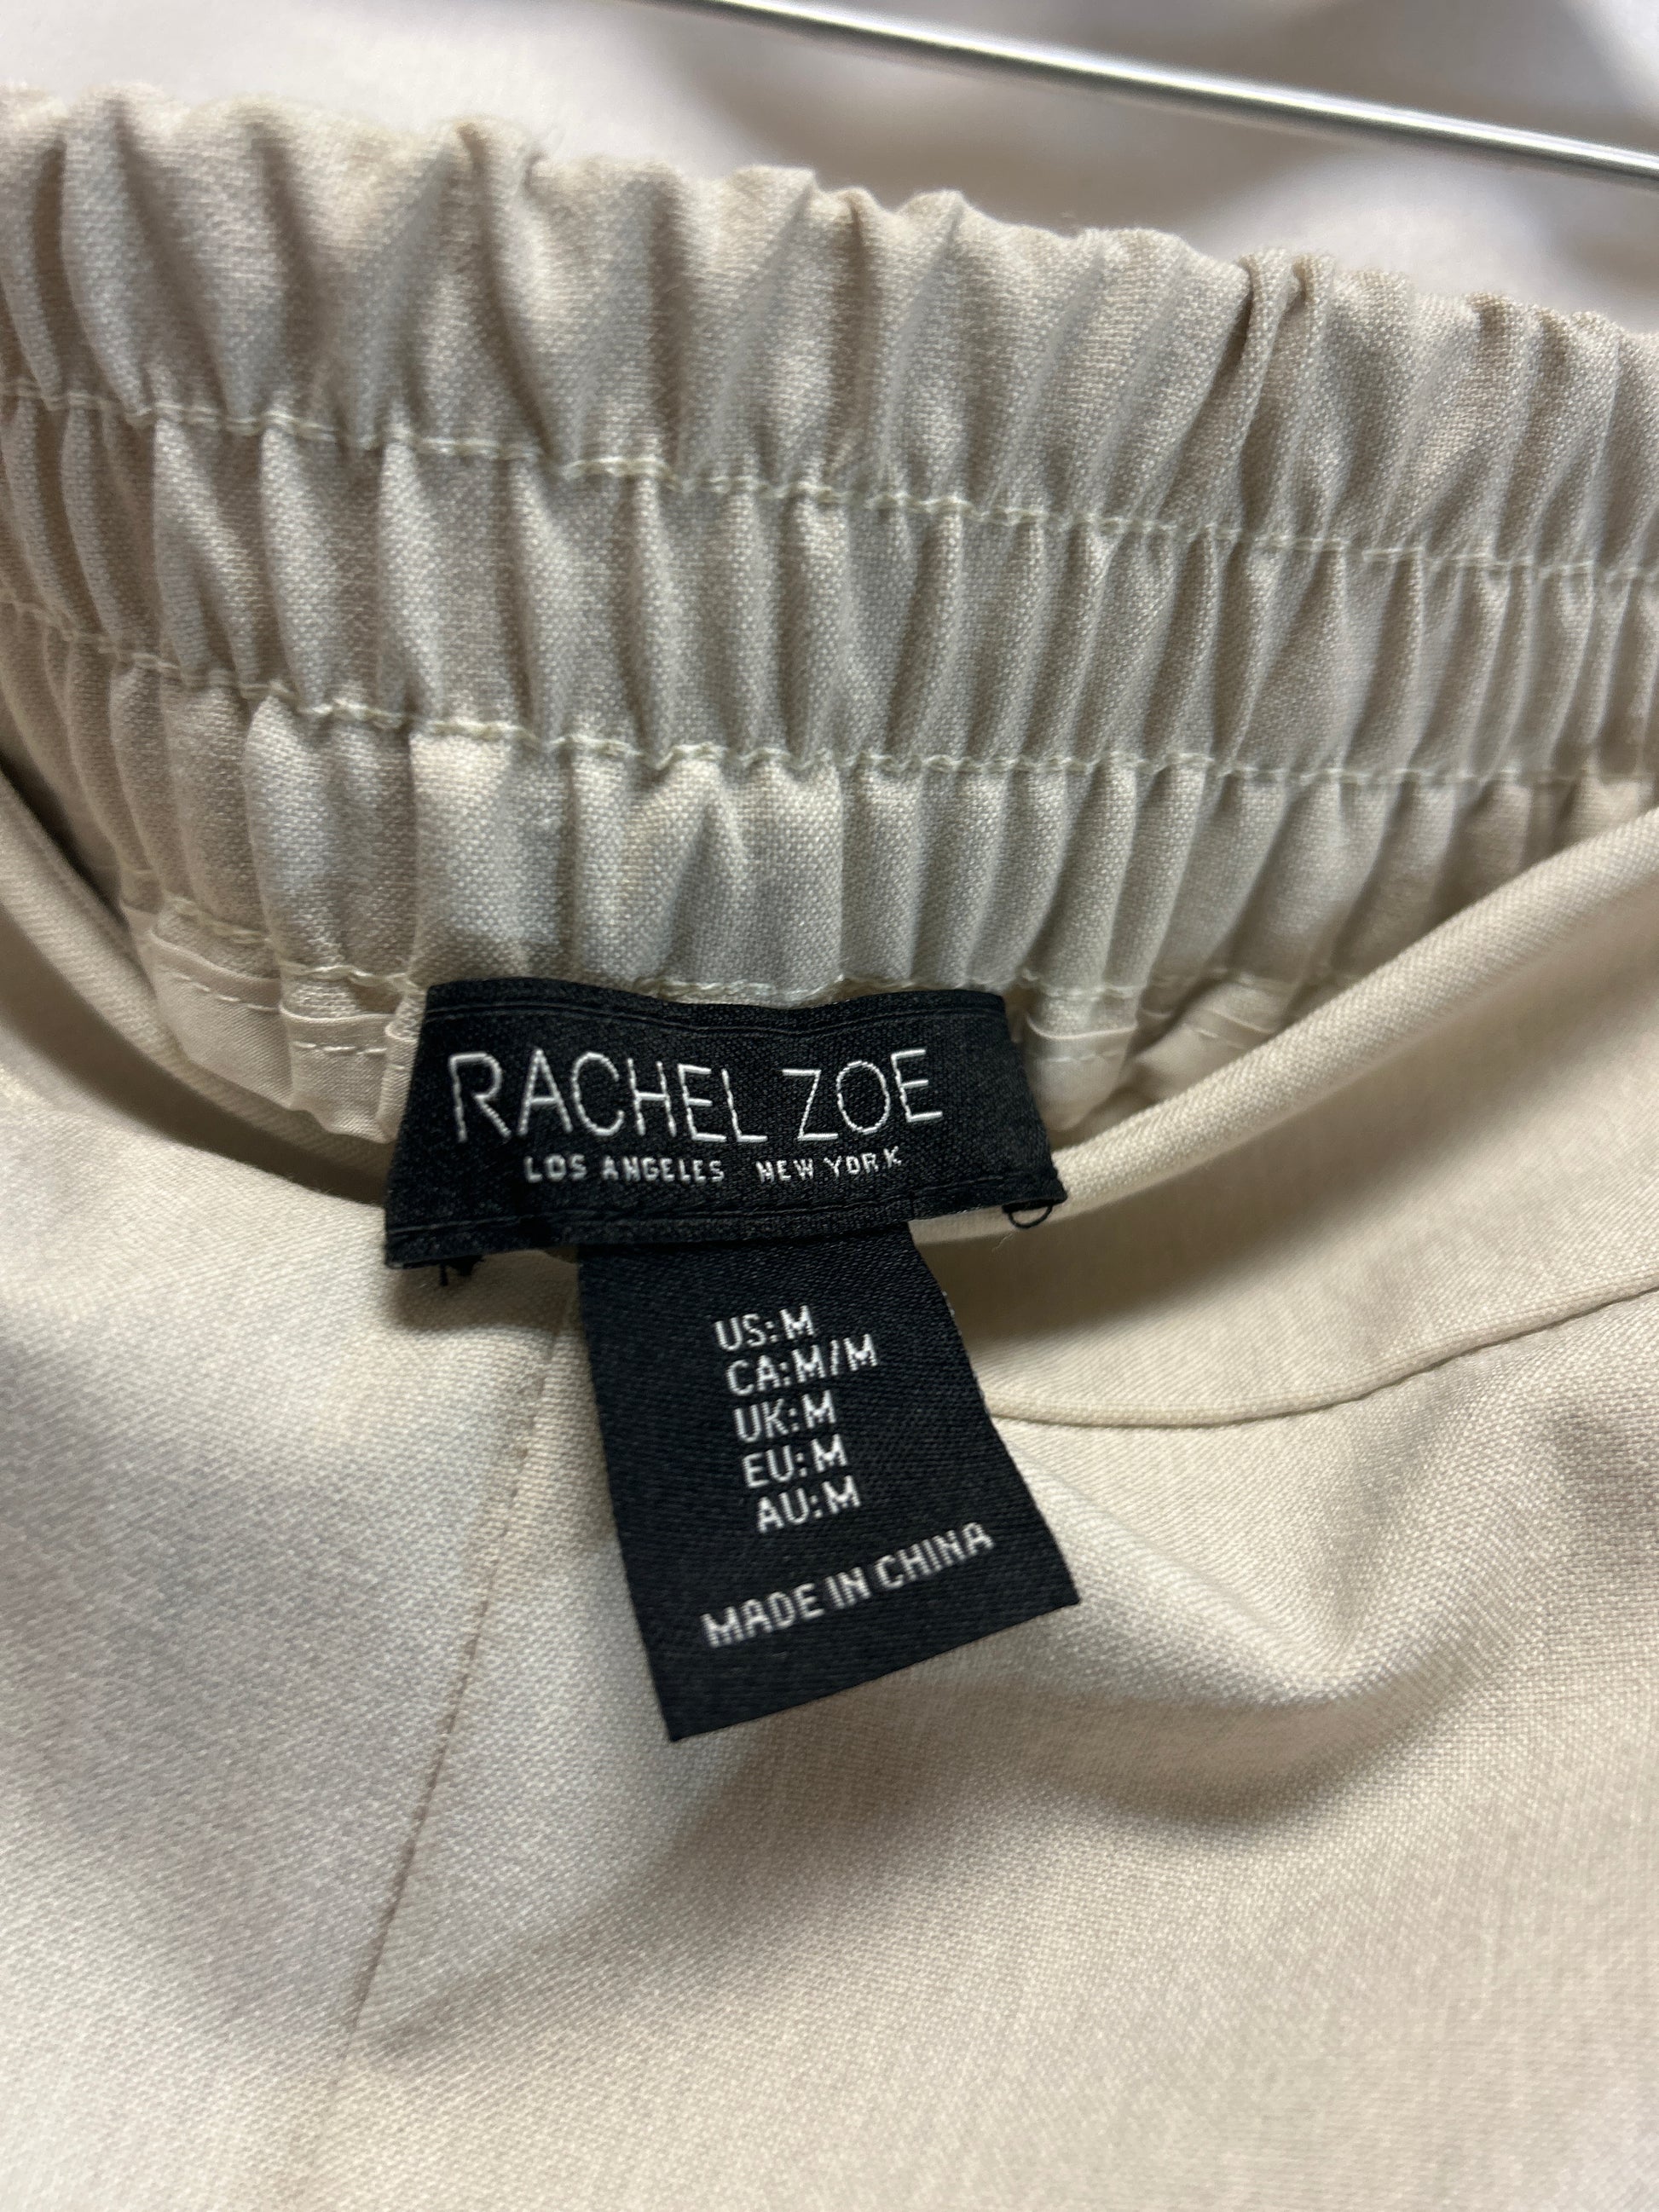 RACHEL ZOE
LOS ANGELES NEW YORK
US: M
CA: M/M
UK: M
EU: M
AU: M
MADE IN CHINA